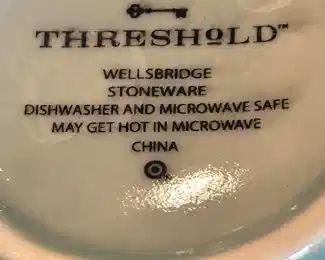 THRESHOLD™
WELLSBRIDGE
STONEWARE
DISHWASHER AND MICROWAVE SAFE
MAY GET HOT IN MICROWAVE
CHINA